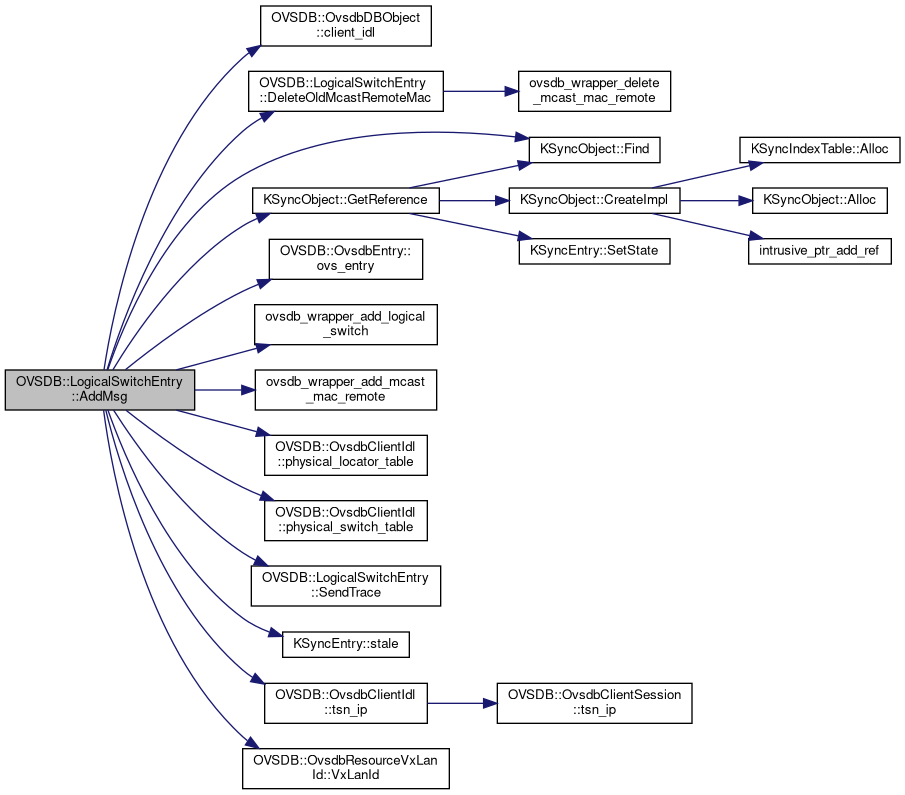 OVSDB::OvsdbDBObject
::client_idl
OVSDB::LogicalSwitchEntry
::DeleteOldMcastRemoteMac
ovsdb_wrapper_delete
_mcast_mac_remote
KSyncObject::Find
KSyncIndexTable::Alloc
KSyncObject::GetReference
KSyncObject::CreateImpl
KSyncObject::Alloc
OVSDB::OvsdbEntry::
ovs_entry
KSyncEntry::SetState
intrusive_ptr_add_ref
ovsdb_wrapper_add_logical
_switch
OVSDB::LogicalSwitchEntry
::AddMsg
ovsdb_wrapper_add_mcast
_mac_remote
OVSDB::OvsdbClientIdl
::physical_locator_table
OVSDB::OvsdbClientIdl
::physical_switch_table
OVSDB::LogicalSwitchEntry
::SendTrace
KSyncEntry::stale
OVSDB::OvsdbClientIdl
::tsn_ip
OVSDB::OvsdbClientSession
::tsn_ip
OVSDB::OvsdbResourceVxLan
Id::VxLanId